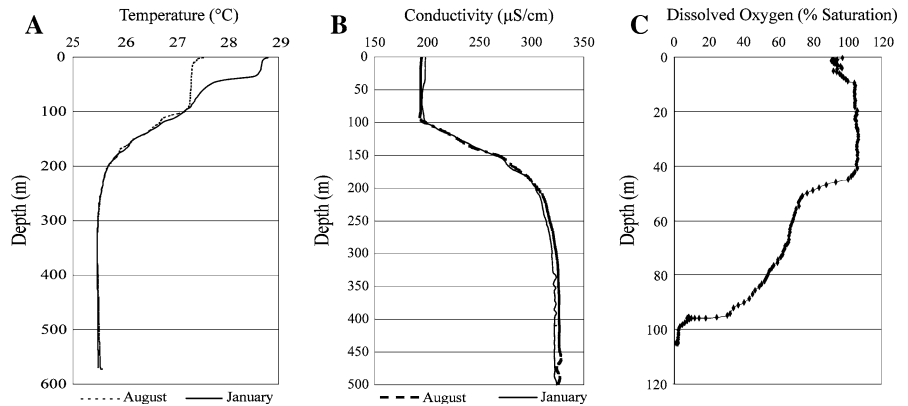 A
Temperature (°C)
25 26 27 28 29
0
100
200
300
400
500
600
Depth (m)
August January
B
Conductivity (µS/cm)
150 200 250 300 350
0
50
100
150
200
250
300
350
400
450
500
Depth (m)
August January
C
Dissolved Oxygen (% Saturation)
0 20 40 60 80 100 120
0
20
40
60
80
100
120
Depth (m)